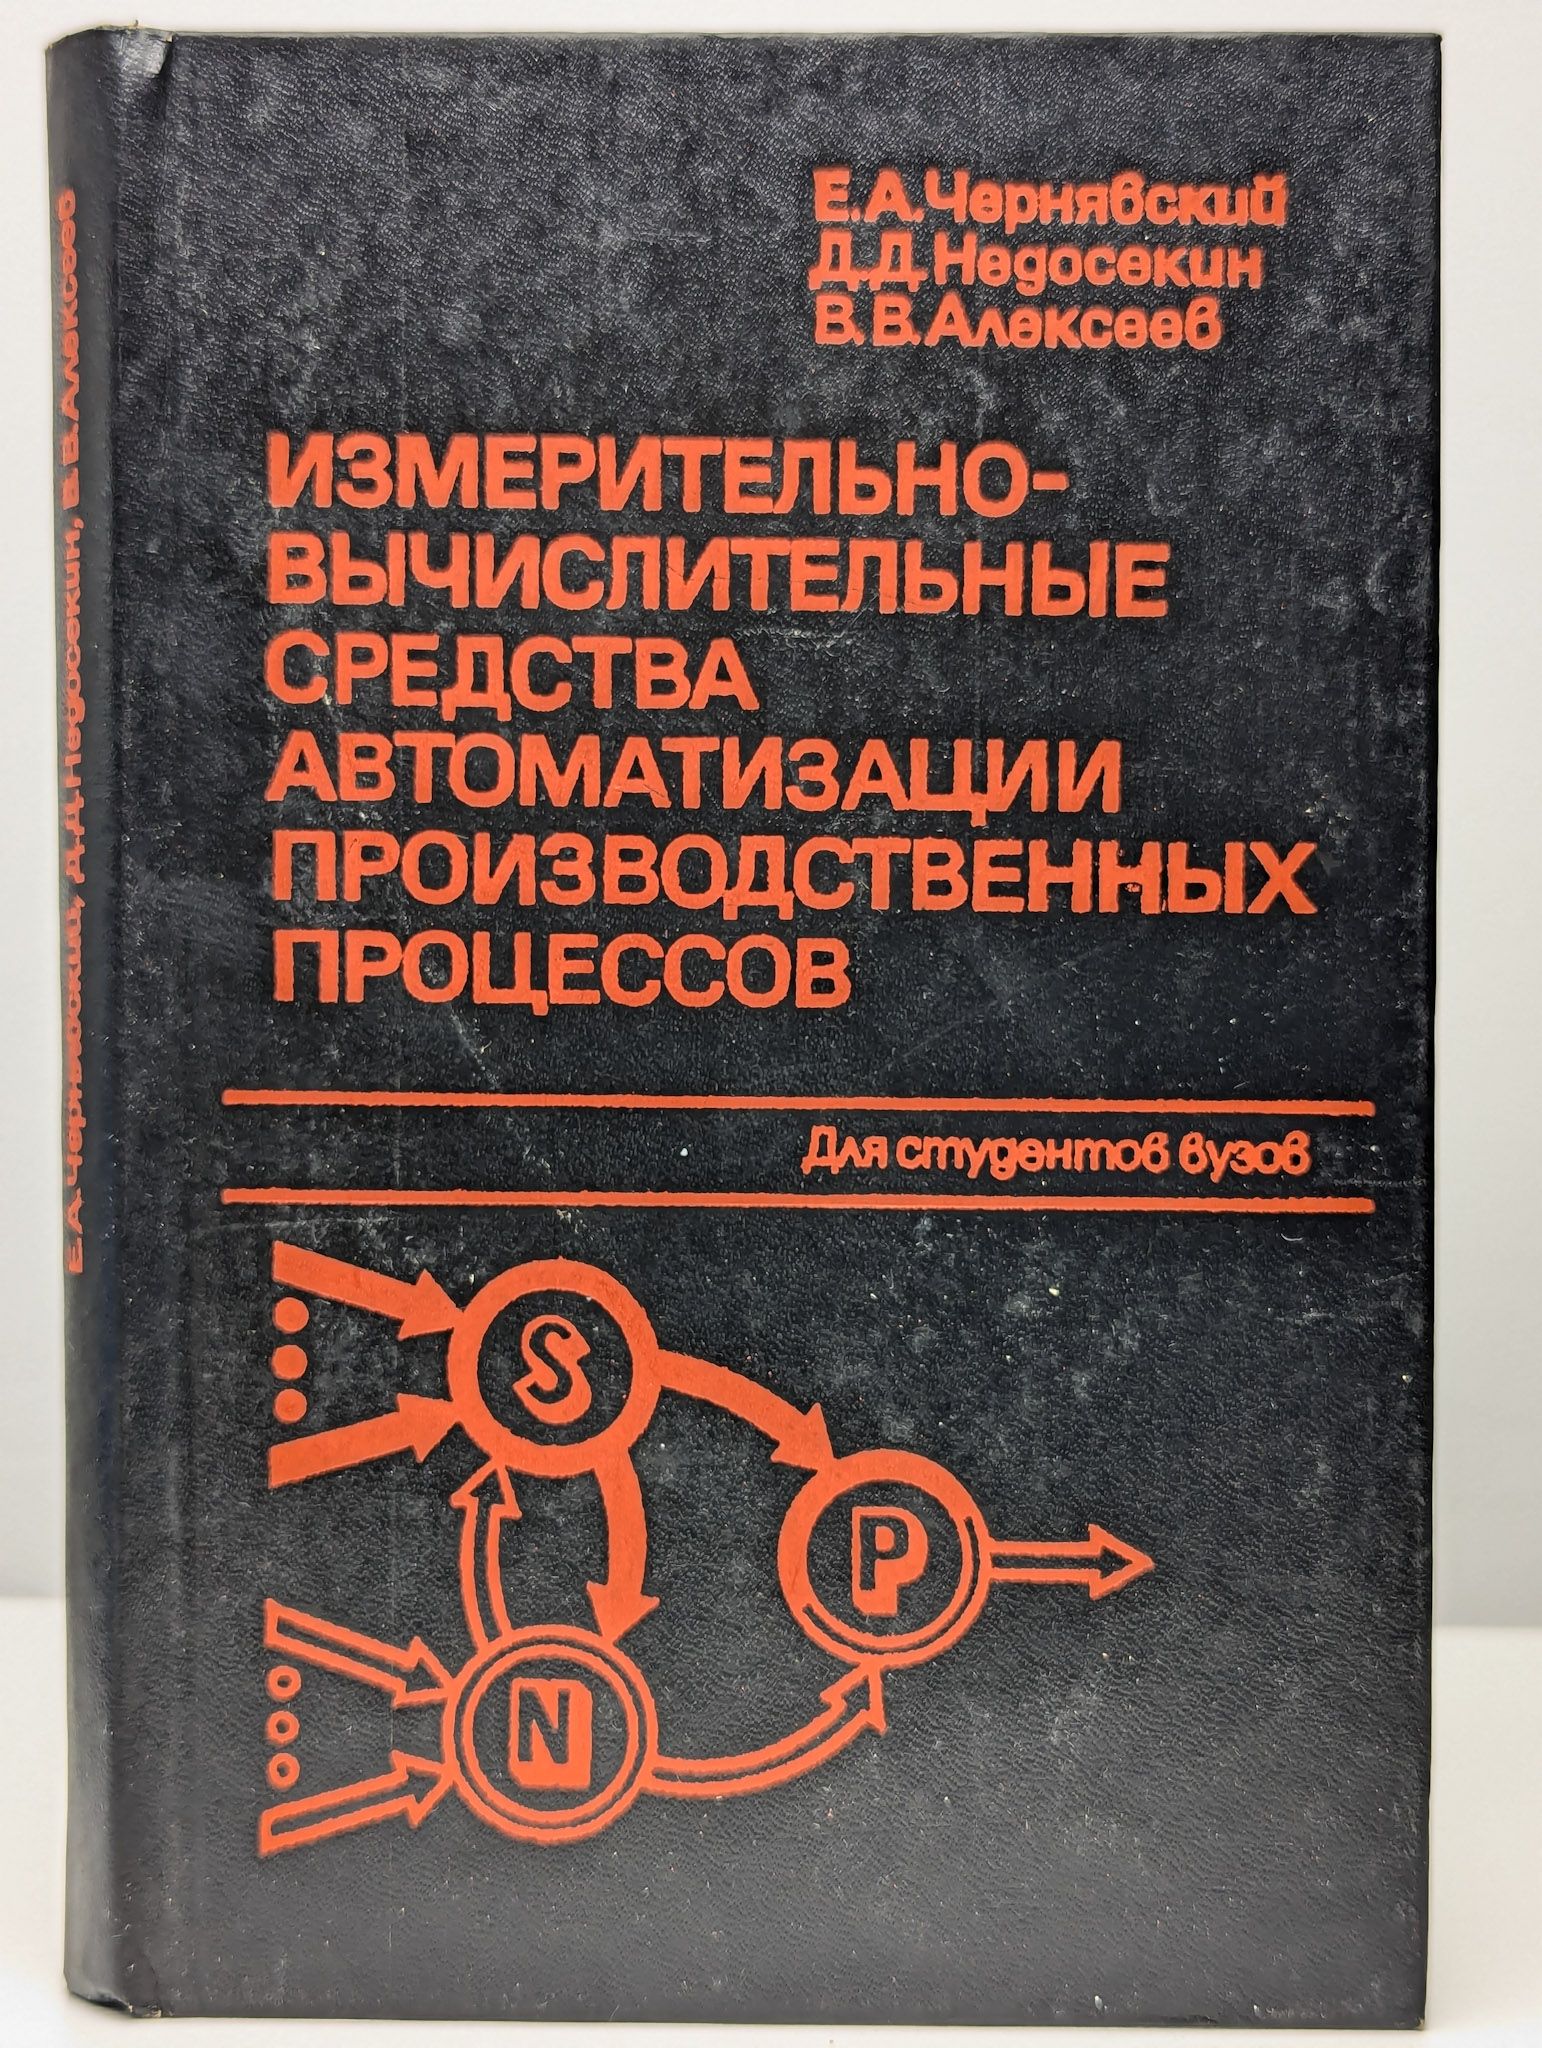 Е.А.Чернявский
Д.Д.Недосекин
В.В.Алексеев
ИЗМЕРИТЕЛЬНО-
ВЫЧИСЛИТЕЛЬНЫЕ
СРЕДСТВА
АВТОМАТИЗАЦИИ
ПРОИЗВОДСТВЕННЫХ
ПРОЦЕССОВ
Для студентов вузов
S
P
N
Е.А.Чернявский, Д.Д.Недосекин, В.В.Алексеев